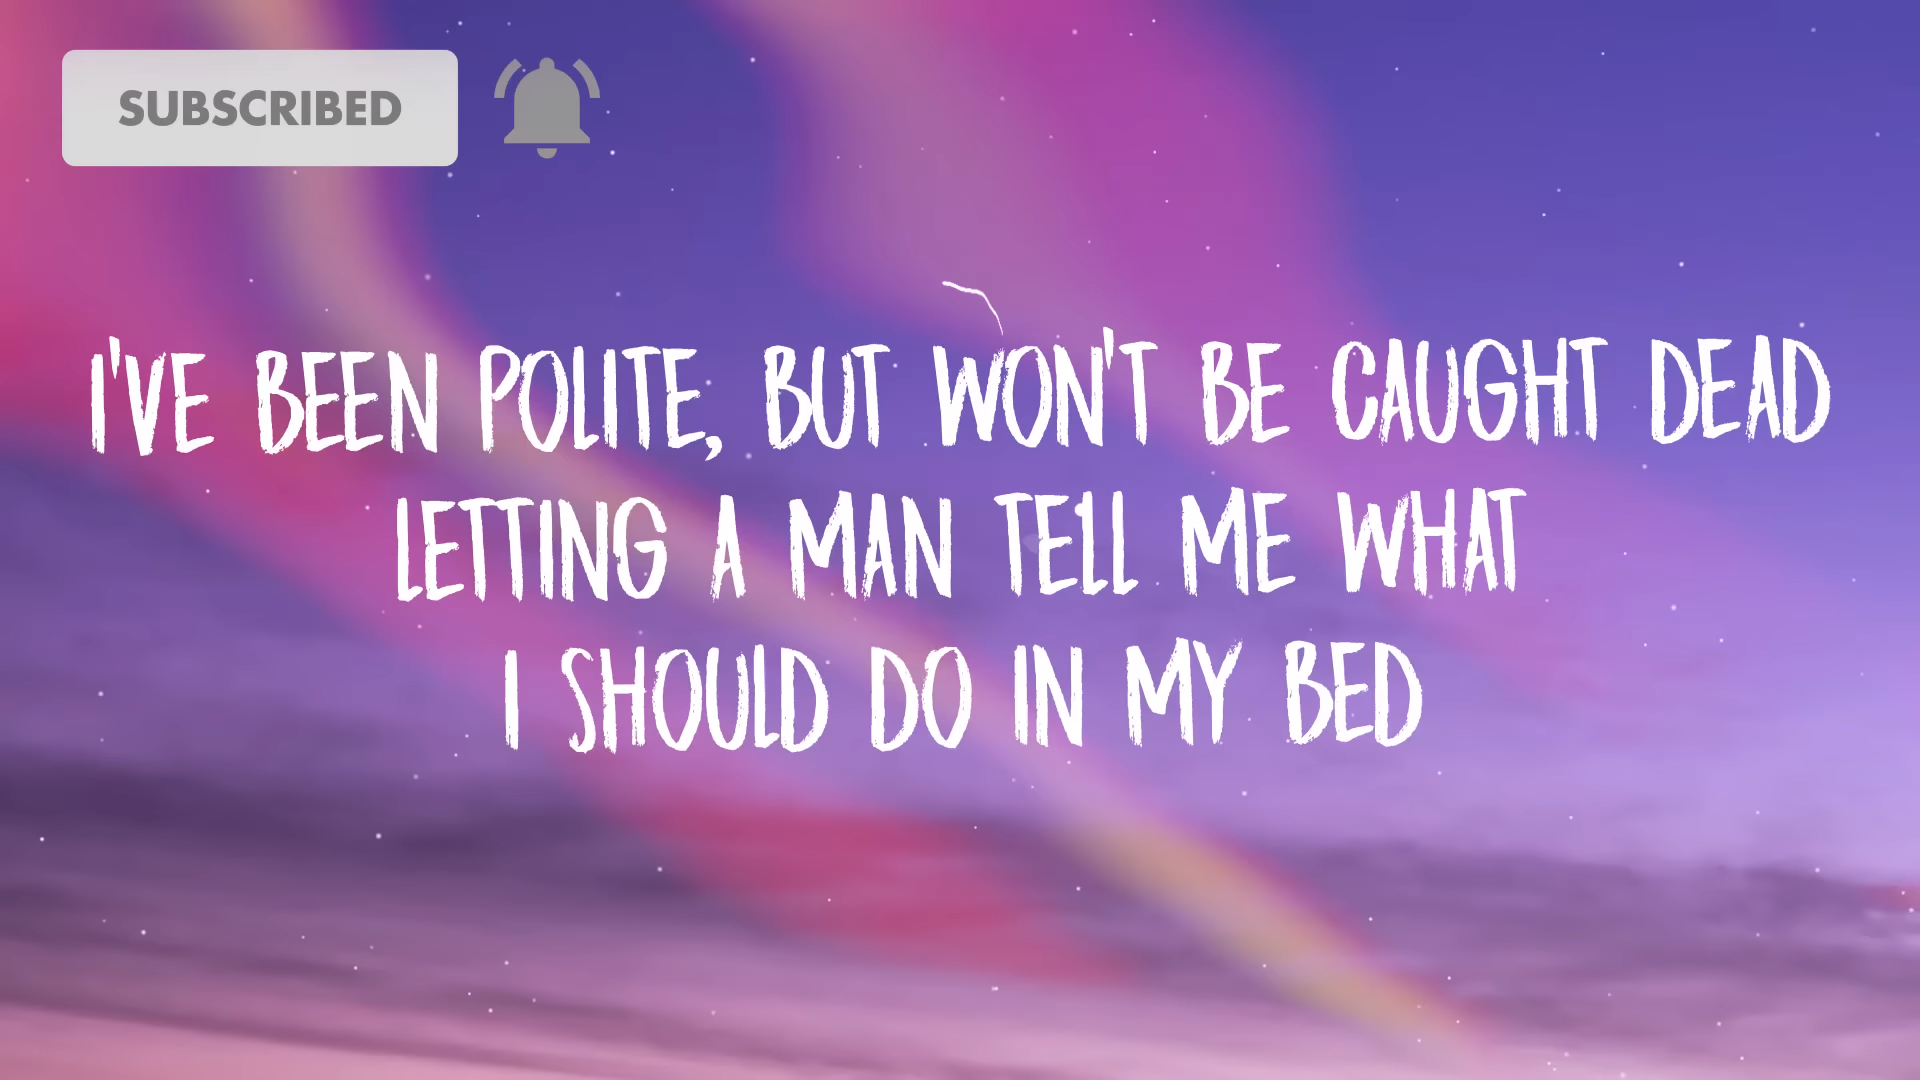 SUBSCRIBED
I'VE BEEN POLITE, BUT WON'T BE CAUGHT DEAD
LETTING A MAN TELL ME WHAT
I SHOULD DO IN MY BED